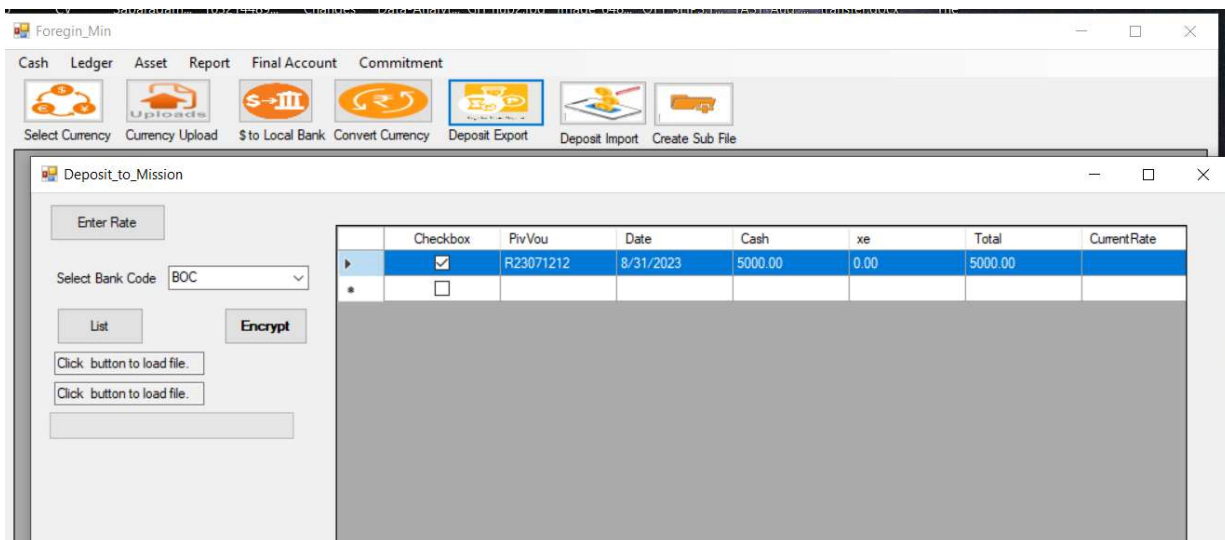 Foregin_Min
Cash Ledger Asset Report Final Account Commitment
Uploads
Select Currency Currency Upload $ to Local Bank Convert Currency Deposit Export Deposit Import Create Sub File
Deposit_to_Mission
Enter Rate
Checkbox PivVou Date Cash xe Total CurrentRate
R23071212 8/31/2023 5000.00 0.00 5000.00
Select Bank Code BOC
List Encrypt
Click button to load file.
Click button to load file.